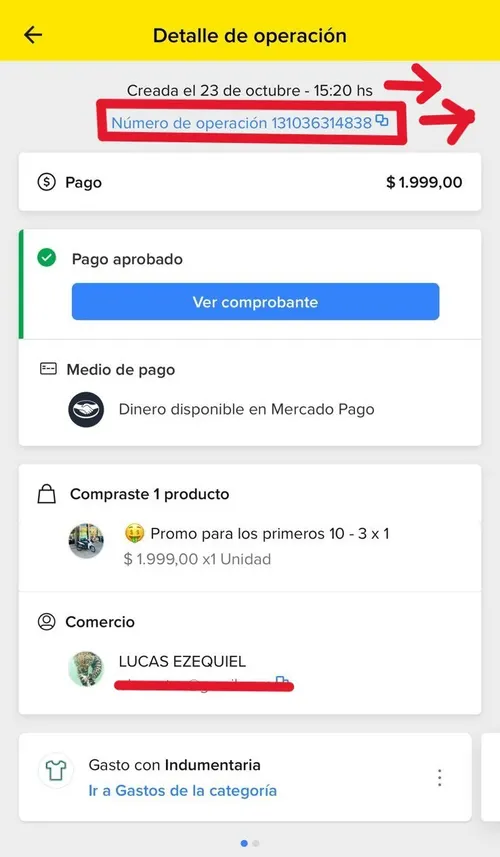 Detalle de operación
Creada el 23 de octubre - 15:20 hs
Número de operación 131036314838
Pago
$ 1.999,00
Pago aprobado
Ver comprobante
Medio de pago
Dinero disponible en Mercado Pago
Compraste 1 producto
🤑 Promo para los primeros 10 - 3 x 1
$ 1.999,00 x1 Unidad
Comercio
LUCAS EZEQUIEL
Gasto con Indumentaria
Ir a Gastos de la categoría